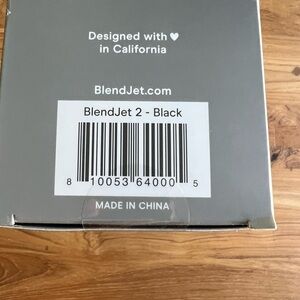 Designed with ♥
in California
BlendJet.com
BlendJet 2 - Black
8 10053 64000 5
MADE IN CHINA